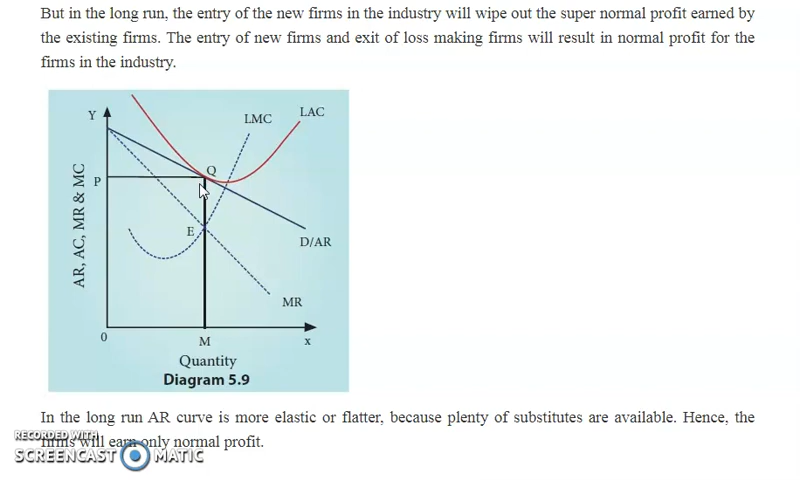 But in the long run, the entry of the new firms in the industry will wipe out the super normal profit earned by
the existing firms. The entry of new firms and exit of loss making firms will result in normal profit for the
firms in the industry.
Y
LMC
LAC
AR, AC, MR & MC
P
Q
E
D/AR
MR
0
M
x
Quantity
Diagram 5.9
In the long run AR curve is more elastic or flatter, because plenty of substitutes are available. Hence, the
firms will earn only normal profit.
RECORDED WITH
SCREENCAST MATIC